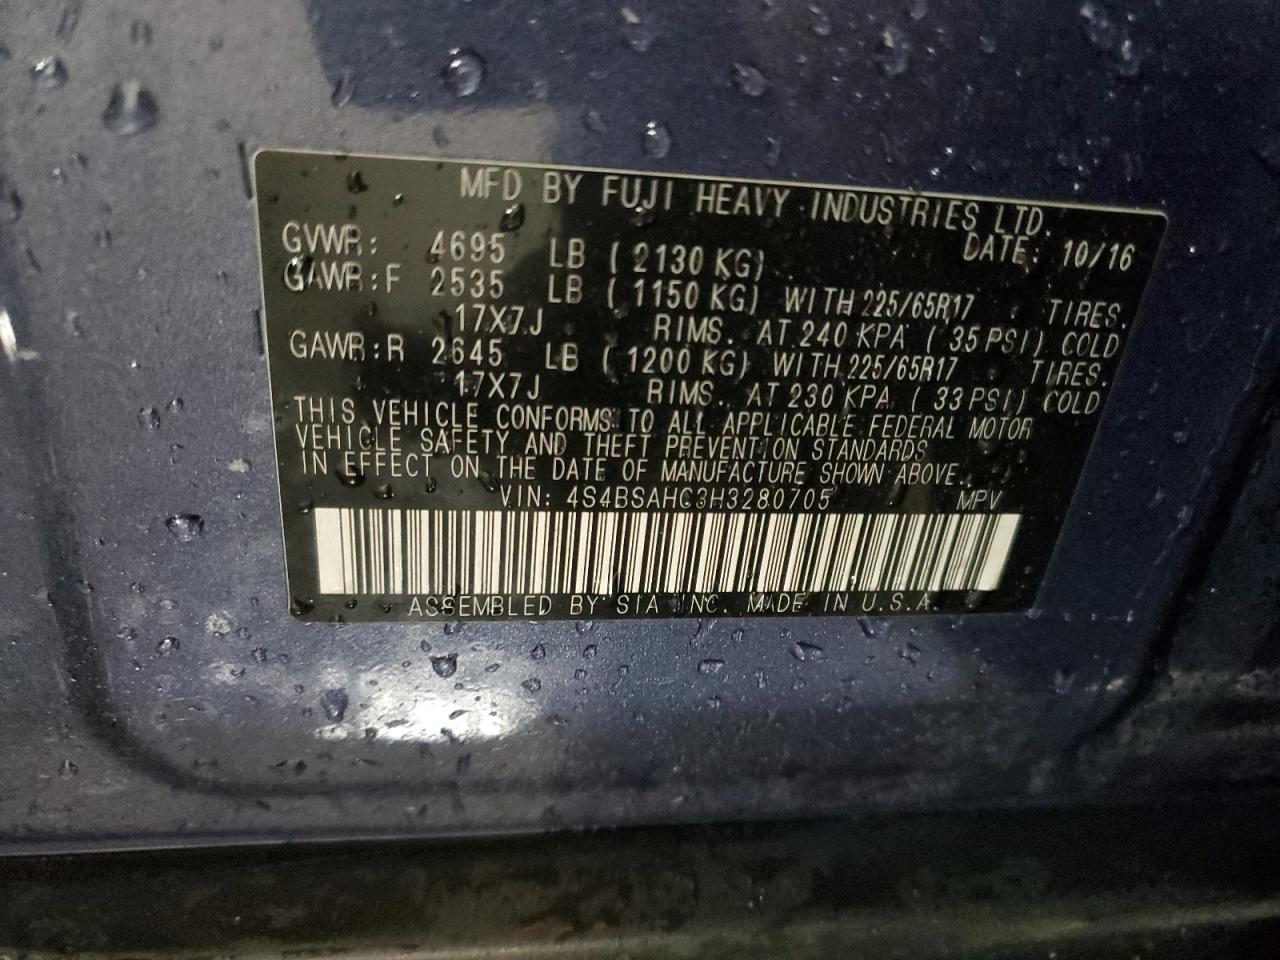 MFD BY FUJI HEAVY INDUSTRIES LTD.
DATE: 10/16
GVWR: 4695 LB ( 2130 KG)
GAWR:F 2535 LB ( 1150 KG) WITH 225/65R17 TIRES.
17X7J RIMS. AT 240 KPA ( 35 PSI) COLD
GAWR:R 2645 LB ( 1200 KG) WITH 225/65R17 TIRES.
17X7J RIMS. AT 230 KPA ( 33 PSI) COLD
THIS VEHICLE CONFORMS TO ALL APPLICABLE FEDERAL MOTOR
VEHICLE SAFETY AND THEFT PREVENTION STANDARDS
IN EFFECT ON THE DATE OF MANUFACTURE SHOWN ABOVE.
VIN: 4S4BSAHC3H3280705 MPV
ASSEMBLED BY SIA INC. MADE IN U.S.A.